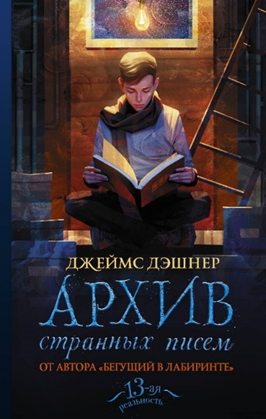 ДЖЕЙМС ДЭШНЕР
АРХИВ
странных писем
ОТ АВТОРА «БЕГУЩИЙ В ЛАБИРИНТЕ»
13-ая
реальность